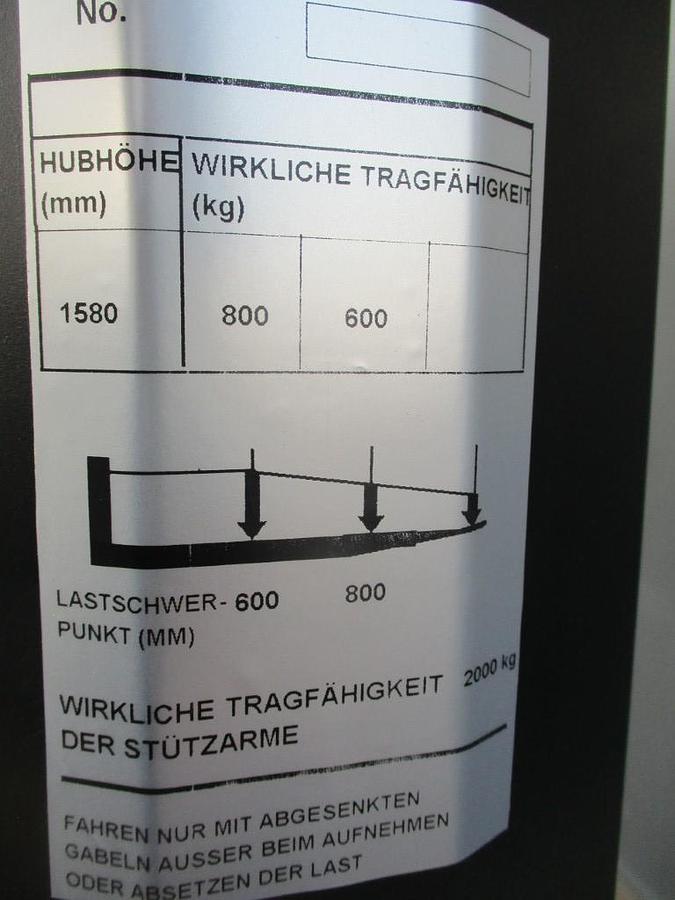 No.
HUBHÖHE WIRKLICHE TRAGFÄHIGKEIT
(mm) (kg)
1580 800 600
LASTSCHWER- 600 800
PUNKT (MM)
WIRKLICHE TRAGFÄHIGKEIT 2000 kg
DER STÜTZARME
FAHREN NUR MIT ABGESENKTEN
GABELN AUSSER BEIM AUFNEHMEN
ODER ABSETZEN DER LAST